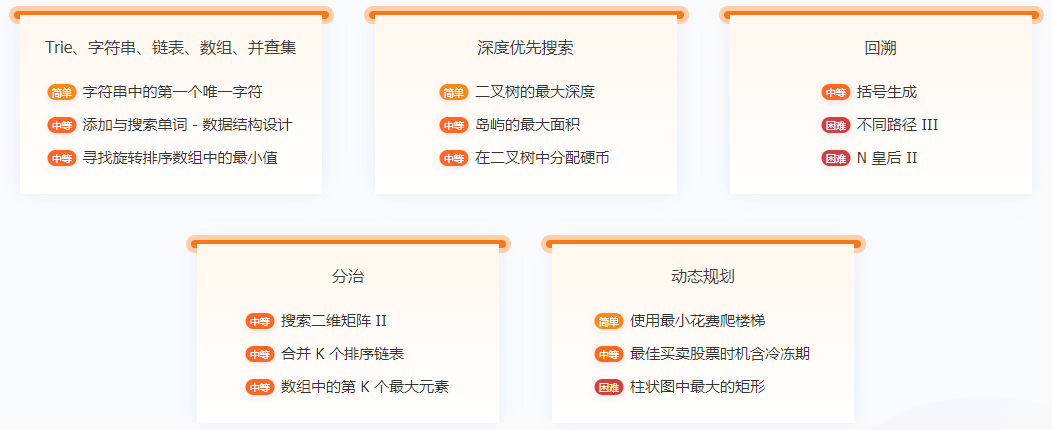 Trie、字符串、链表、数组、并查集
简单 字符串中的第一个唯一字符
中等 添加与搜索单词 - 数据结构设计
中等 寻找旋转排序数组中的最小值
深度优先搜索
简单 二叉树的最大深度
中等 岛屿的最大面积
中等 在二叉树中分配硬币
回溯
中等 括号生成
困难 不同路径 III
困难 N 皇后 II
分治
中等 搜索二维矩阵 II
中等 合并 K 个排序链表
中等 数组中的第 K 个最大元素
动态规划
简单 使用最小花费爬楼梯
中等 最佳买卖股票时机含冷冻期
困难 柱状图中最大的矩形